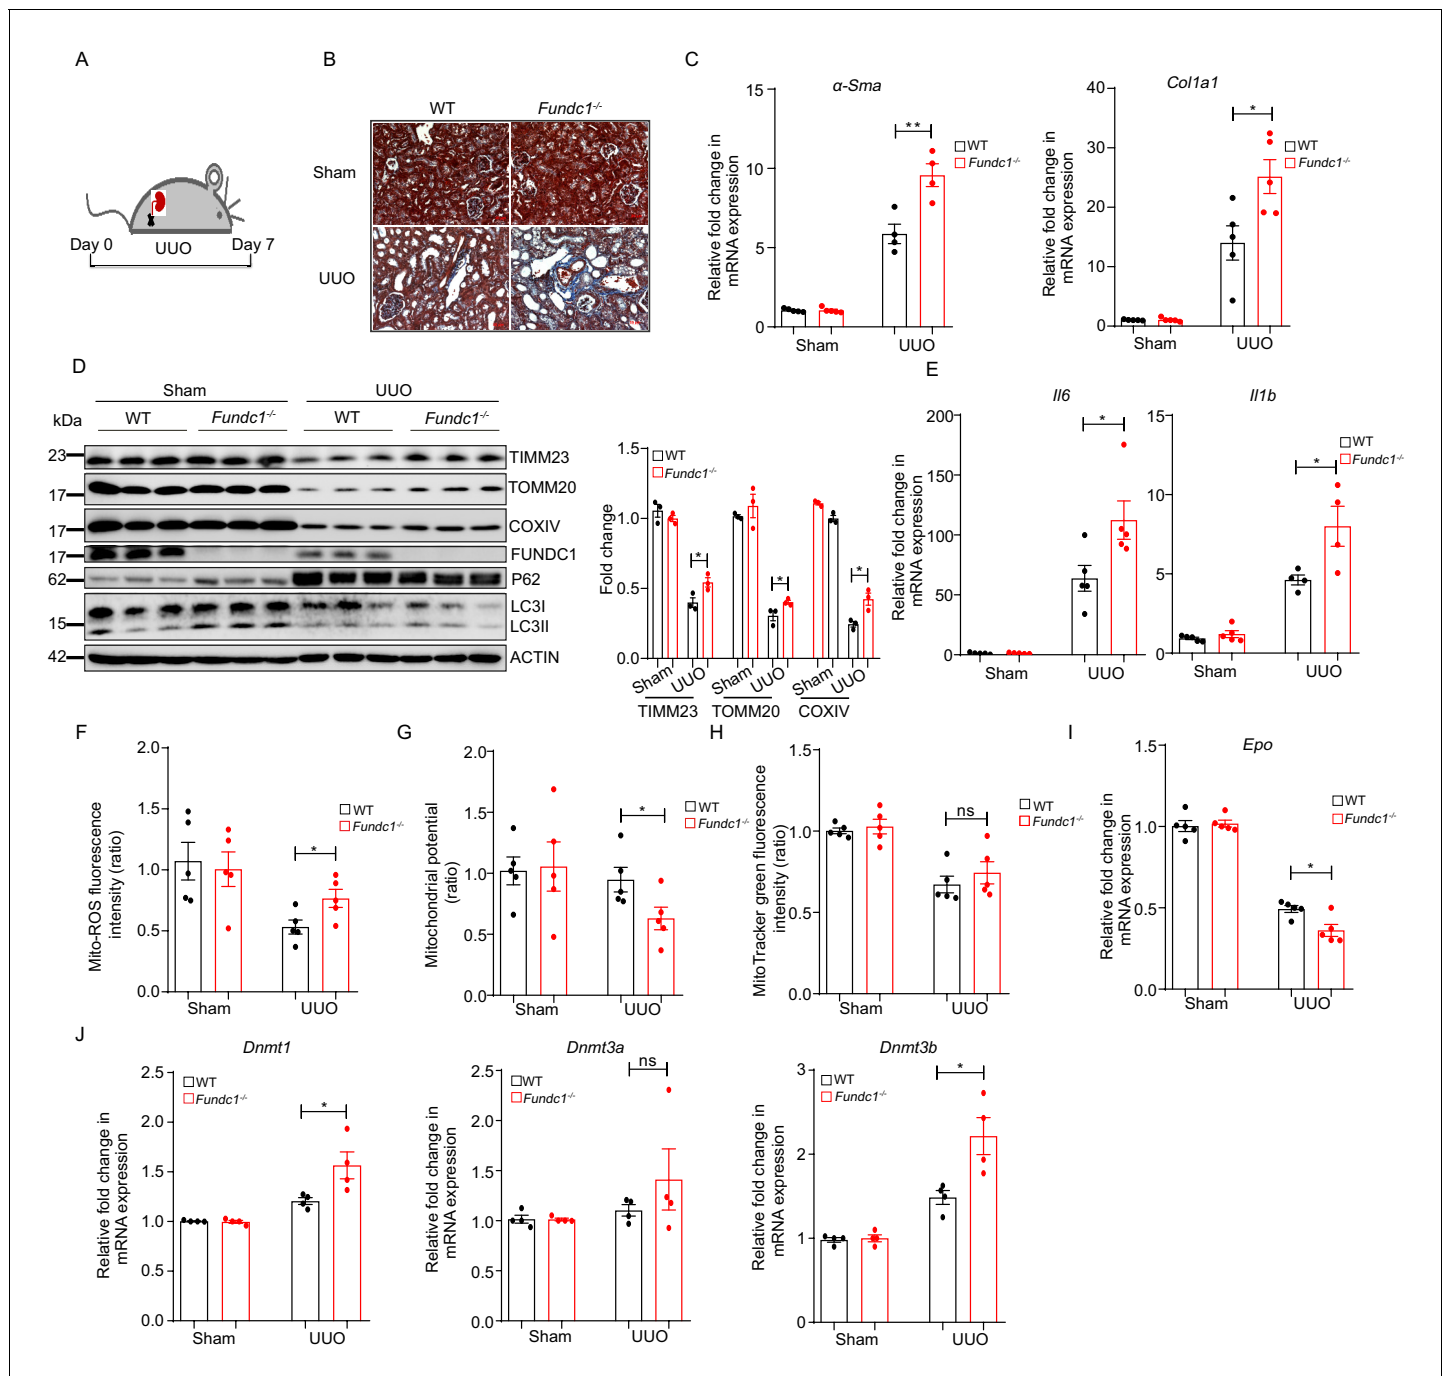 A
Day 0
UUO
Day 7
B
WT
Fundc1-/-
Sham
UUO
C
α-Sma
Relative fold change in
mRNA expression
15
10
5
0
**
WT
Fundc1-/-
Sham
UUO
Col1a1
Relative fold change in
mRNA expression
40
30
20
10
0
*
WT
Fundc1-/-
Sham
UUO
D
Sham
UUO
kDa
WT
Fundc1-/-
WT
Fundc1-/-
23
TIMM23
17
TOMM20
17
COXIV
17
FUNDC1
62
P62
LC3I
15
LC3II
42
ACTIN
Fold change
1.5
1.0
0.5
0.0
WT
Fundc1-/-
*
*
*
Sham
UUO
Sham
UUO
Sham
UUO
TIMM23
TOMM20
COXIV
E
Il6
Relative fold change in
mRNA expression
200
150
100
50
0
*
Sham
UUO
Il1b
15
10
5
0
*
WT
Fundc1-/-
Sham
UUO
F
Mito-ROS fluorescence
intensity (ratio)
2.0
1.5
1.0
0.5
0.0
*
WT
Fundc1-/-
Sham
UUO
G
Mitochondrial potential
(ratio)
2.0
1.5
1.0
0.5
0.0
*
WT
Fundc1-/-
Sham
UUO
H
MitoTracker green fluorescence
intensity (ratio)
1.5
1.0
0.5
0.0
ns
WT
Fundc1-/-
Sham
UUO
I
Epo
Relative fold change in
mRNA expression
1.5
1.0
0.5
0.0
*
WT
Fundc1-/-
Sham
UUO
J
Dnmt1
Relative fold change in
mRNA expression
2.5
2.0
1.5
1.0
0.5
0.0
WT
Fundc1-/-
*
Sham
UUO
Dnmt3a
Relative fold change in
mRNA expression
2.5
2.0
1.5
1.0
0.5
0.0
WT
Fundc1-/-
ns
Sham
UUO
Dnmt3b
Relative fold change in
mRNA expression
3
2
1
0
WT
Fundc1-/-
*
Sham
UUO